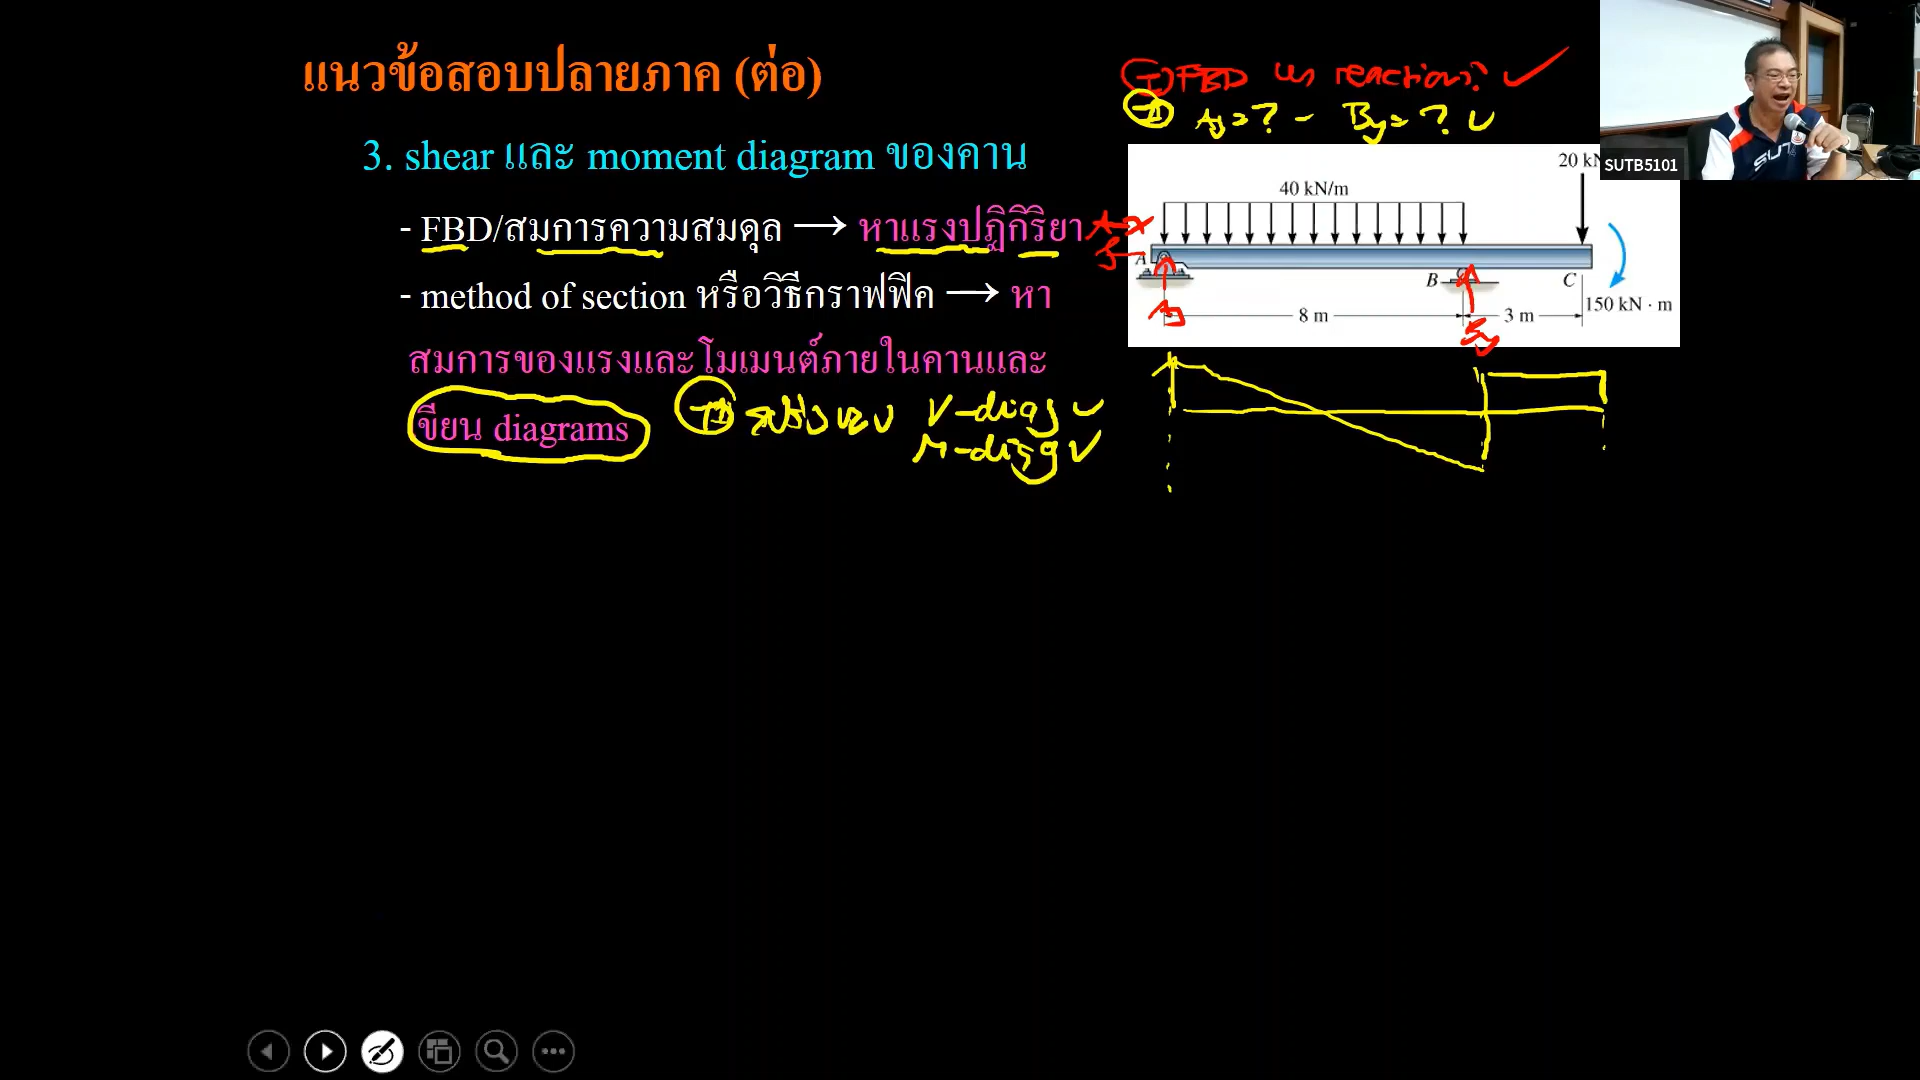 แนวข้อสอบปลายภาค (ต่อ)
3. shear และ moment diagram ของคาน
- FBD/สมการความสมดุล → หาแรงปฏิกิริยา
- method of section หรือวิธีกราฟฟิค → หา
สมการของแรงและโมเมนต์ภายในคานและ
ขียน diagrams
V-diag
M-diag
FBD reactions?
Ay = ? - By = ?
20 kN
SUTB5101
40 kN/m
A
B
C
150 kN · m
8 m
3 m